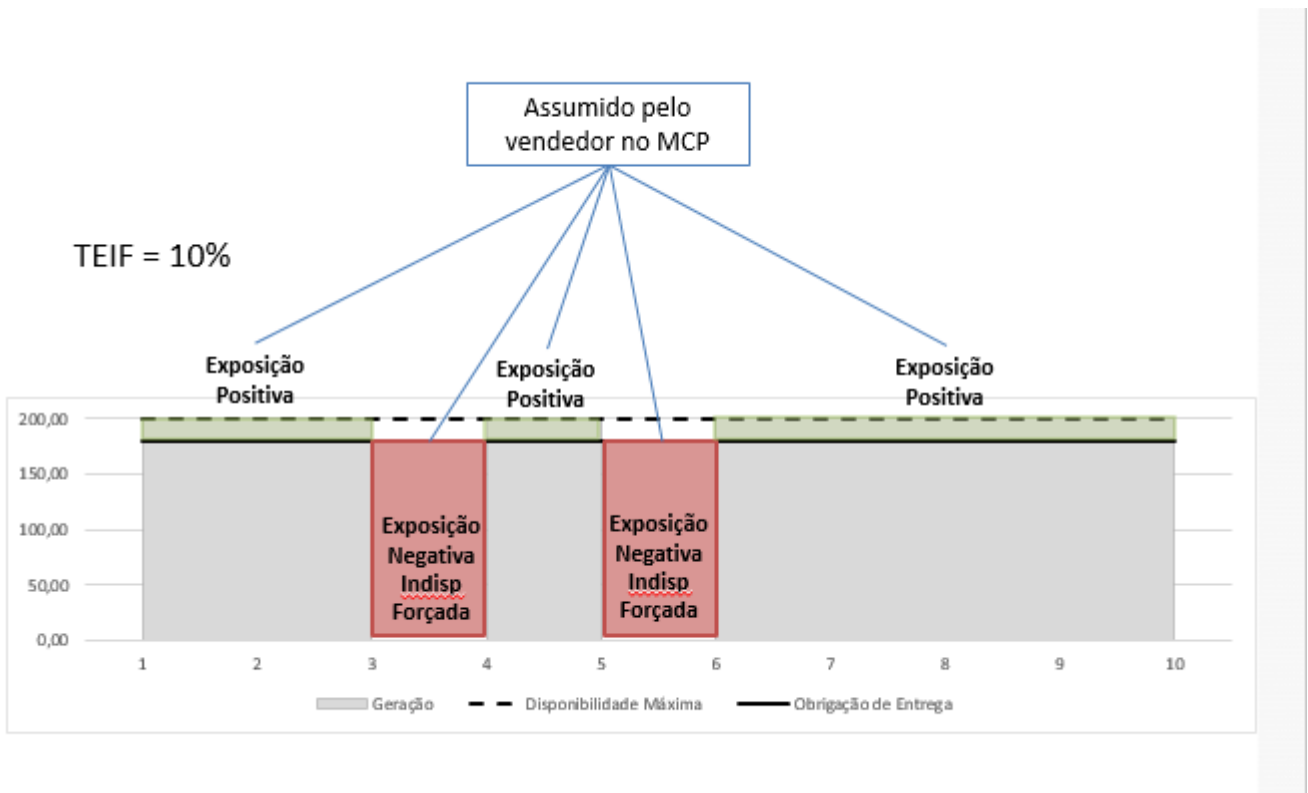 Assumido pelo
vendedor no MCP
TEIF = 10%
Exposição
Positiva
Exposição
Positiva
Exposição
Positiva
200,00
150,00
100,00
50,00
0,00
Exposição
Negativa
Indisp
Forçada
Exposição
Negativa
Indisp
Forçada
1 2 3 4 5 6 7 8 9 10
Geração Disponibilidade Máxima Obrigação de Entrega